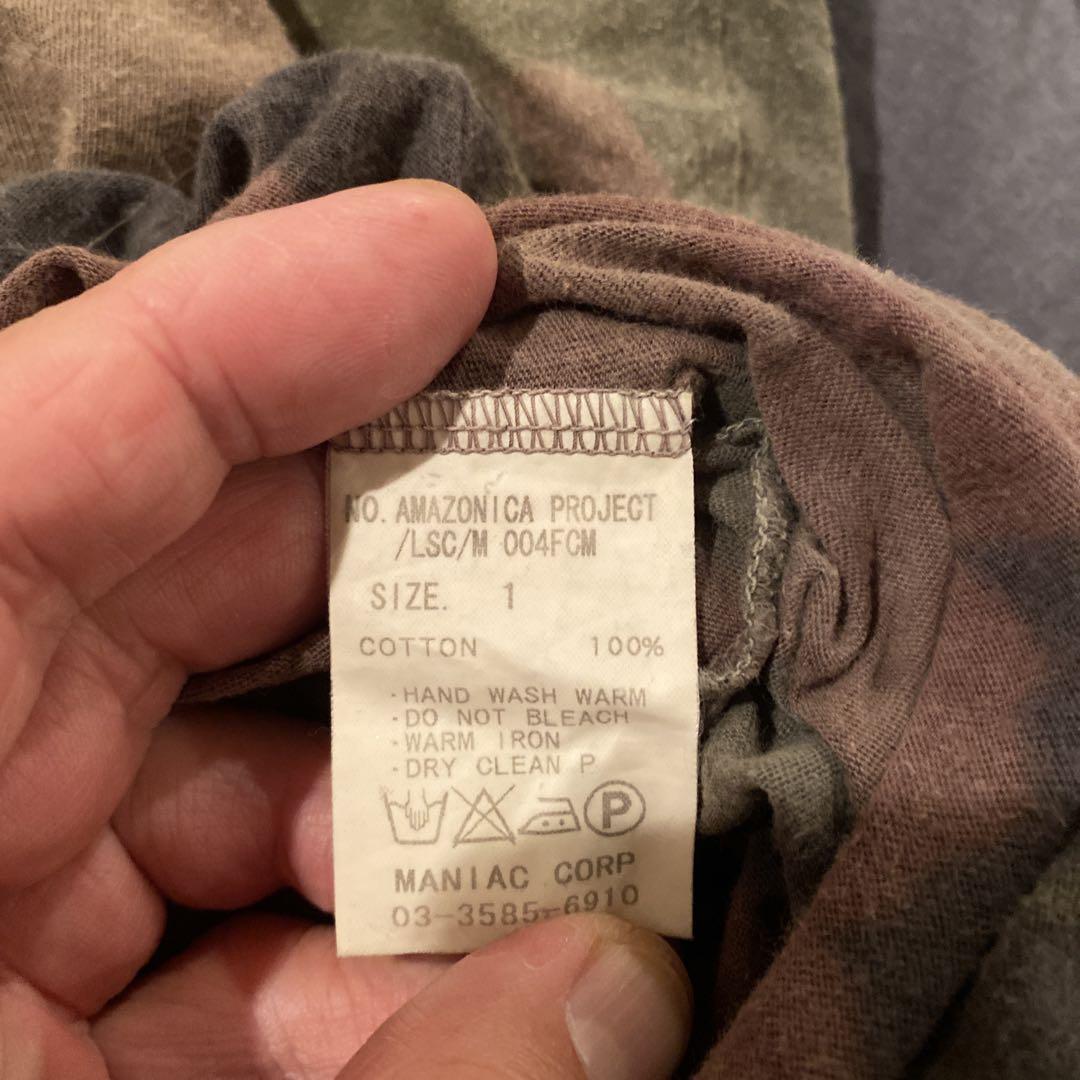 NO. AMAZONICA PROJECT
/LSC/M 004FCM
SIZE. 1
COTTON 100%
·HAND WASH WARM
·DO NOT BLEACH
·WARM IRON
·DRY CLEAN P
P
MANIAC CORP
03-3585-6910